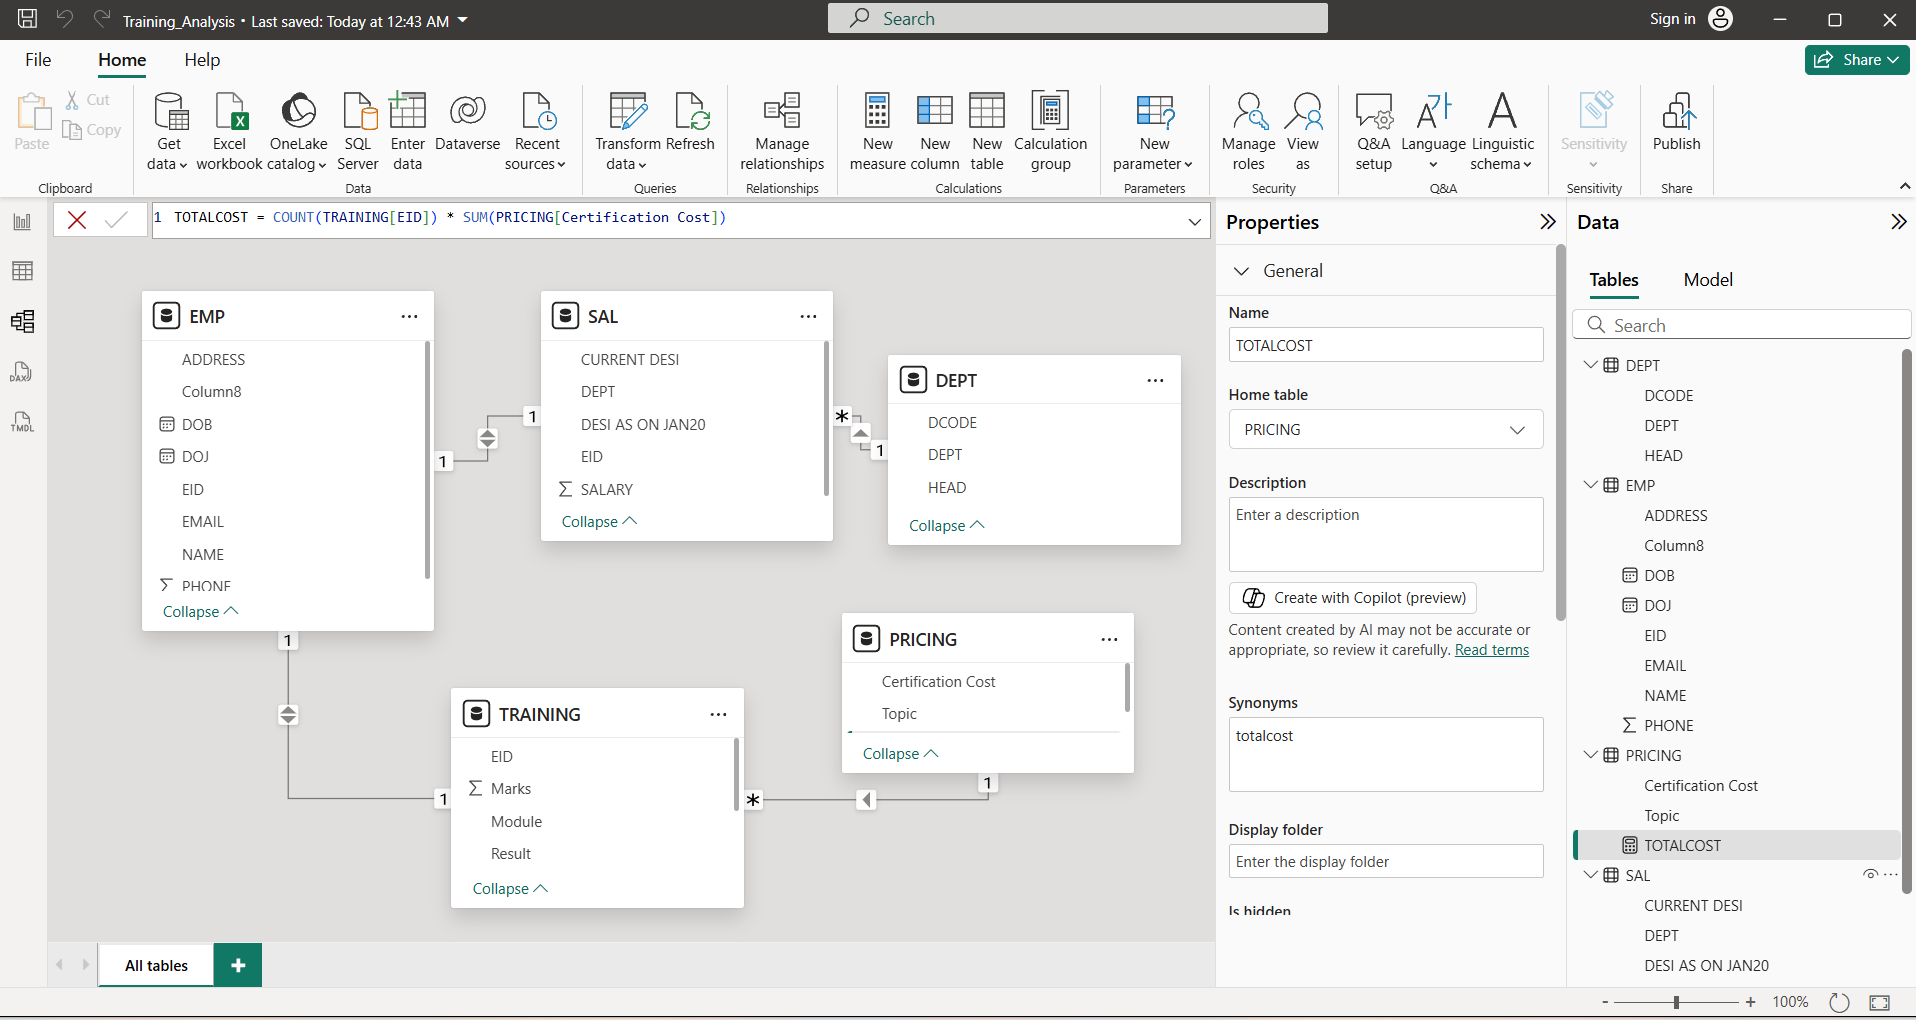 Training_Analysis • Last saved: Today at 12:43 AM
Search
Sign in
File
Home
Help
Share
Paste
Cut
Copy
Clipboard
Get data
Excel workbook
OneLake catalog
SQL Server
Enter data
Dataverse
Recent sources
Data
Transform data
Refresh
Queries
Manage relationships
Relationships
New measure
New column
New table
Calculation group
Calculations
New parameter
Parameters
Manage roles
View as
Security
Q&A setup
Language
Linguistic schema
Q&A
Sensitivity
Sensitivity
Publish
Share
1 TOTALCOST = COUNT(TRAINING[EID]) * SUM(PRICING[Certification Cost])
DAX
TMDL
EMP
ADDRESS
Column8
DOB
DOJ
EID
EMAIL
NAME
PHONE
Collapse
SAL
CURRENT DESI
DEPT
DESI AS ON JAN20
EID
SALARY
Collapse
DEPT
DCODE
DEPT
HEAD
Collapse
PRICING
Certification Cost
Topic
Collapse
TRAINING
EID
Marks
Module
Result
Collapse
1
1
*
1
1
1
*
1
All tables
Properties
General
Name
TOTALCOST
Home table
PRICING
Description
Enter a description
Create with Copilot (preview)
Content created by AI may not be accurate or
appropriate, so review it carefully. Read terms
Synonyms
totalcost
Display folder
Enter the display folder
Is hidden
Data
Tables
Model
Search
DEPT
DCODE
DEPT
HEAD
EMP
ADDRESS
Column8
DOB
DOJ
EID
EMAIL
NAME
PHONE
PRICING
Certification Cost
Topic
TOTALCOST
SAL
CURRENT DESI
DEPT
DESI AS ON JAN20
- + 100%